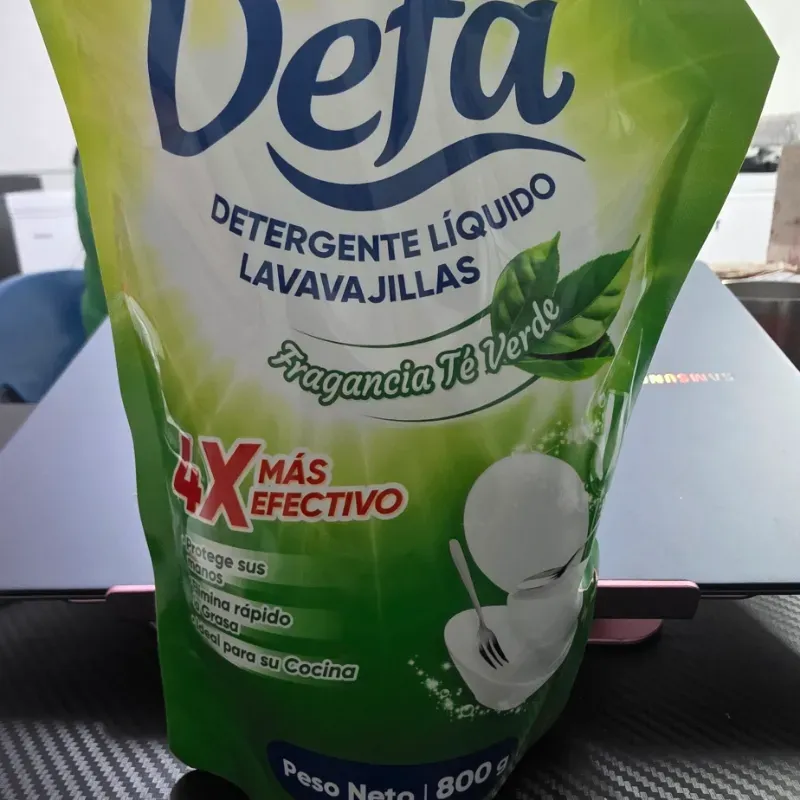 Defa
DETERGENTE LÍQUIDO
LAVAVAJILLAS
Fragancia Té Verde
4X MÁS
EFECTIVO
Protege sus
manos
Elimina rápido
Grasa
Ideal para su Cocina
Peso Neto | 800 g
SAMSUNG